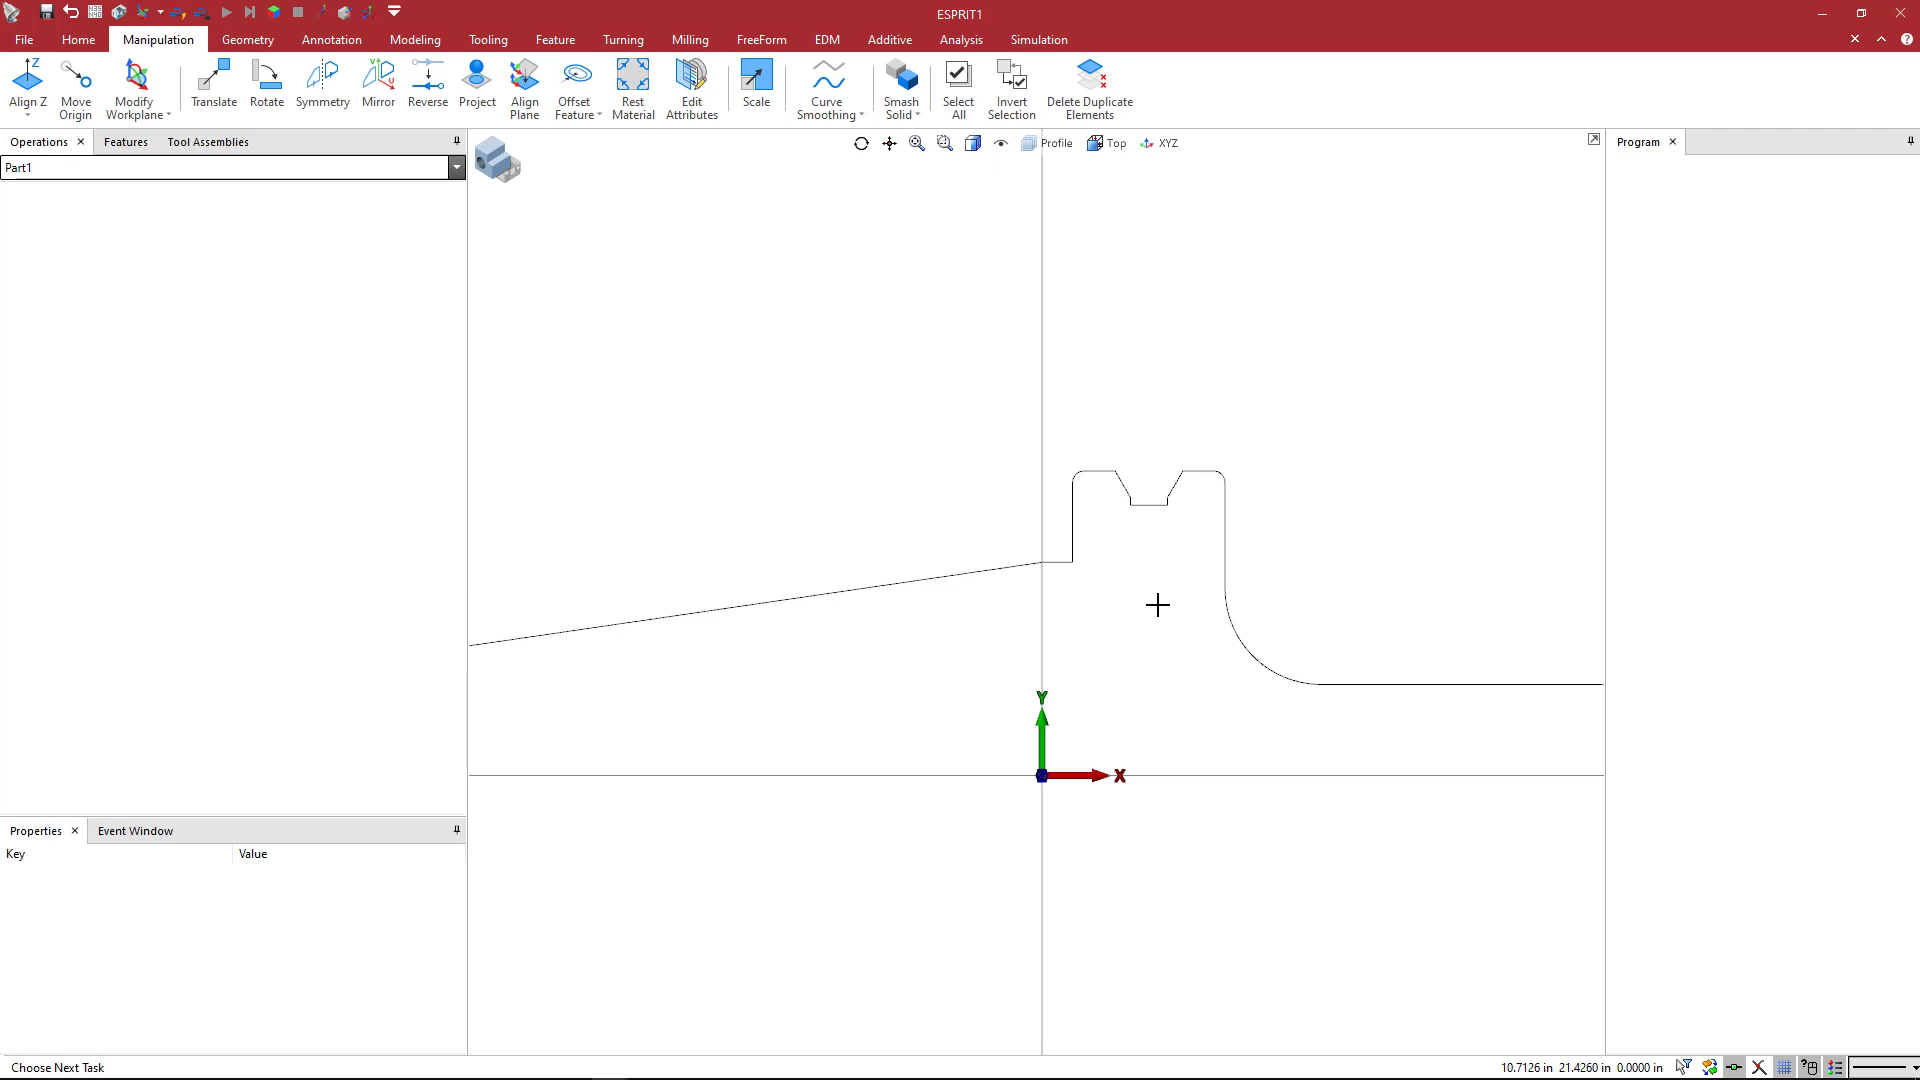 ESPRIT1
File Home Manipulation Geometry Annotation Modeling Tooling Feature Turning Milling FreeForm EDM Additive Analysis Simulation
Align Z Move Origin Modify Workplane Translate Rotate Symmetry Mirror Reverse Project Align Plane Offset Feature Rest Material Edit Attributes Scale Curve Smoothing Smash Solid Select All Invert Selection Delete Duplicate Elements
Operations Features Tool Assemblies Profile Top XYZ Program
Part1
Y
X
Properties Event Window
Key Value
Choose Next Task 10.7126 in 21.4260 in 0.0000 in